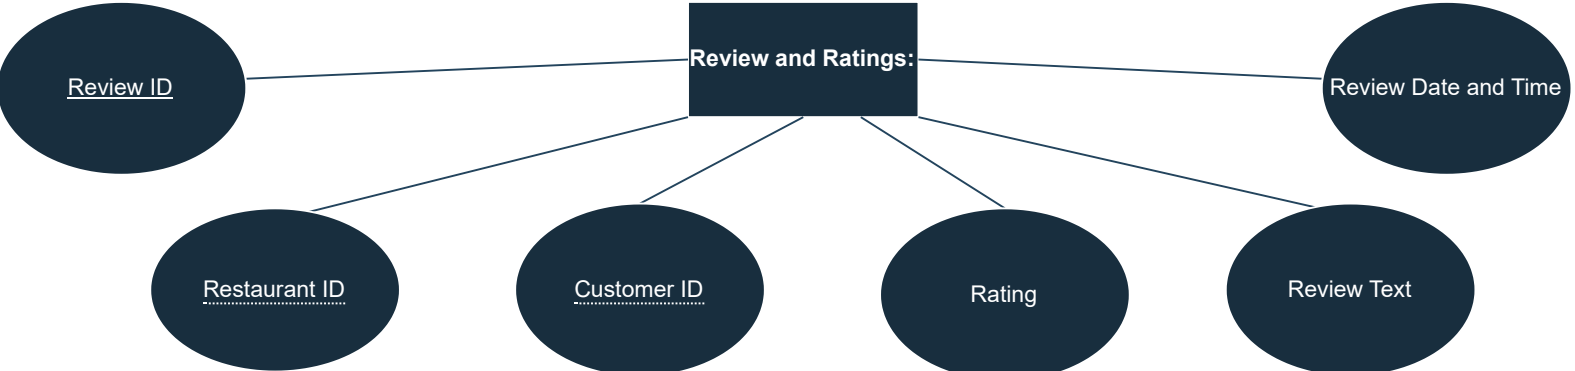 Review and Ratings:
Review ID
Review Date and Time
Restaurant ID
Customer ID
Rating
Review Text